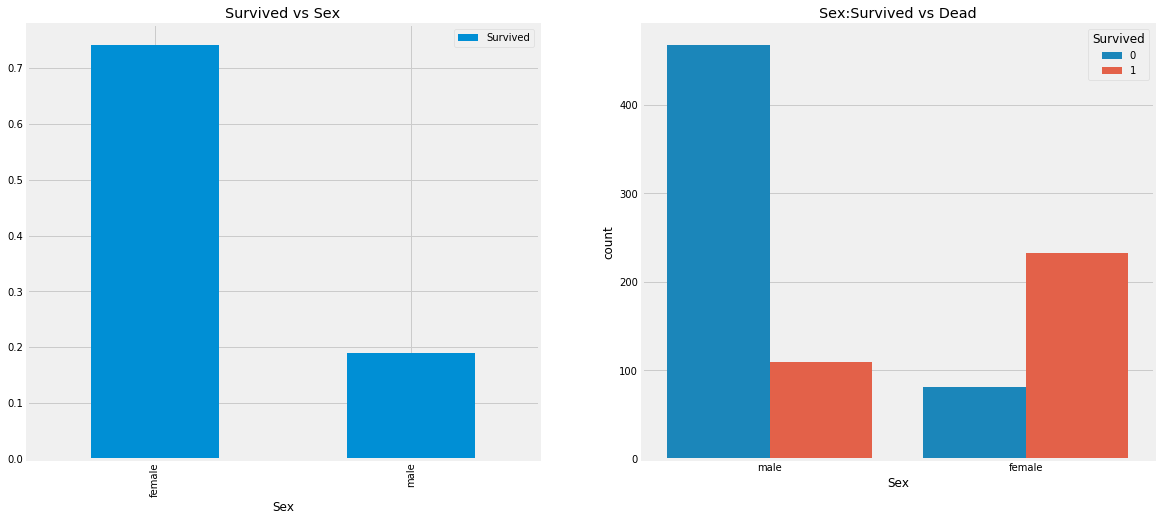 Survived vs Sex
Survived
0.7
0.6
0.5
0.4
0.3
0.2
0.1
0.0
female
male
Sex
Sex:Survived vs Dead
Survived
0
1
400
300
200
100
0
count
male
female
Sex